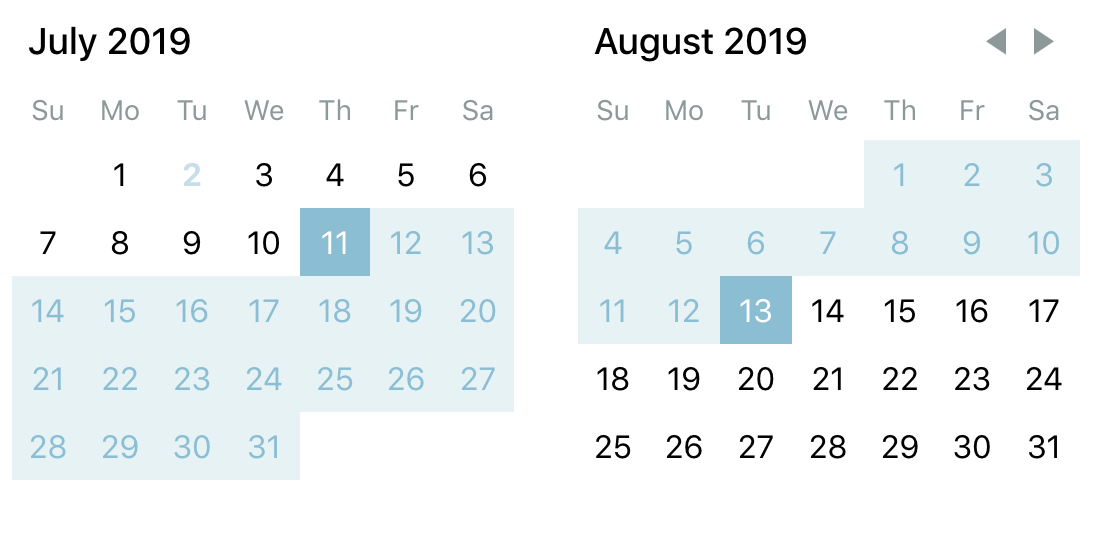 July 2019
Su Mo Tu We Th Fr Sa
1 2 3 4 5 6
7 8 9 10 11 12 13
14 15 16 17 18 19 20
21 22 23 24 25 26 27
28 29 30 31
August 2019
Su Mo Tu We Th Fr Sa
1 2 3
4 5 6 7 8 9 10
11 12 13 14 15 16 17
18 19 20 21 22 23 24
25 26 27 28 29 30 31